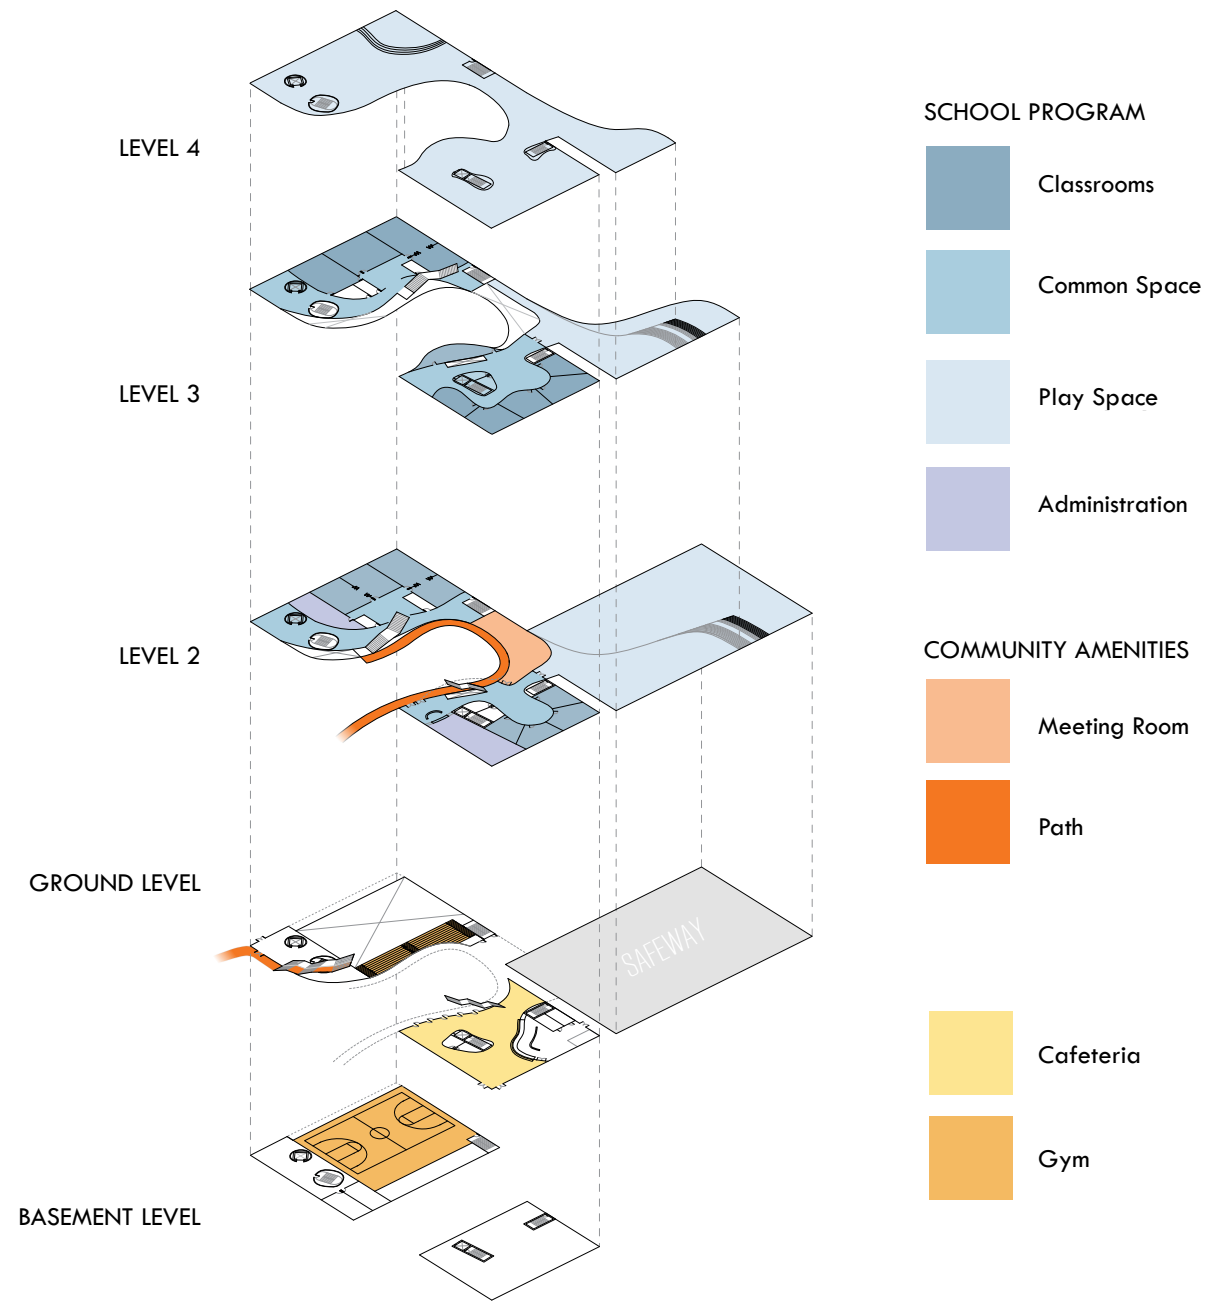 LEVEL 4
LEVEL 3
LEVEL 2
GROUND LEVEL
SAFEWAY
BASEMENT LEVEL
SCHOOL PROGRAM
Classrooms
Common Space
Play Space
Administration
COMMUNITY AMENITIES
Meeting Room
Path
Cafeteria
Gym